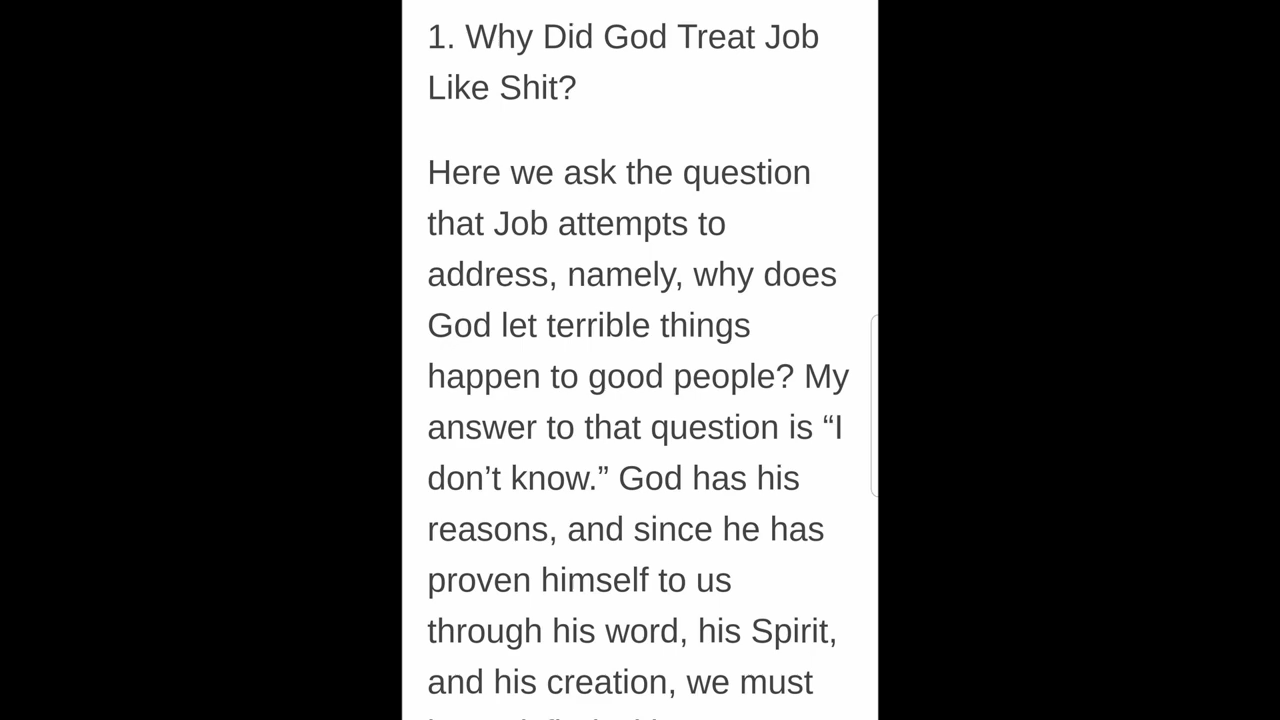 1. Why Did God Treat Job
Like Shit?
Here we ask the question
that Job attempts to
address, namely, why does
God let terrible things
happen to good people? My
answer to that question is “I
don’t know.” God has his
reasons, and since he has
proven himself to us
through his word, his Spirit,
and his creation, we must